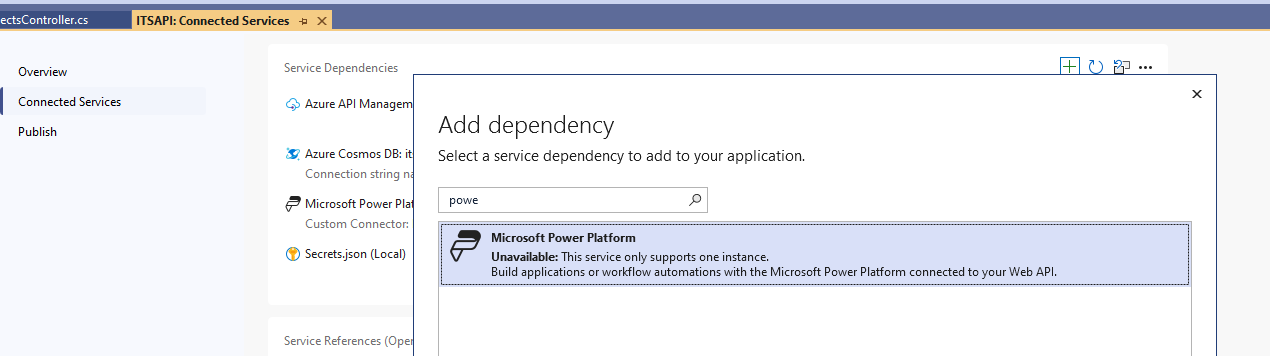 ectsController.cs
ITSAPI: Connected Services
Overview
Connected Services
Publish
Service Dependencies
Azure API Managem
Azure Cosmos DB: it
Connection string na
Microsoft Power Plat
Custom Connector:
Secrets.json (Local)
Service References (Oper
Add dependency
Select a service dependency to add to your application.
powe
Microsoft Power Platform
Unavailable: This service only supports one instance.
Build applications or workflow automations with the Microsoft Power Platform connected to your Web API.